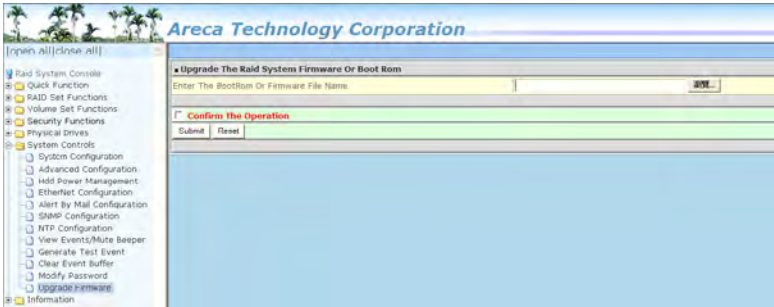 Areca Technology Corporation
|open all|close all|
Raid System Console
Quick Function
RAID Set Functions
Volume Set Functions
Security Functions
Physical Drives
System Controls
System Configuration
Advanced Configuration
Hdd Power Management
EtherNet Configuration
Alert By Mail Configuration
SNMP Configuration
NTP Configuration
View Events/Mute Beeper
Generate Test Event
Clear Event Buffer
Modify Password
Upgrade Firmware
Information
Upgrade The Raid System Firmware Or Boot Rom
Enter The BootRom Or Firmware File Name
Confirm The Operation
Submit Reset